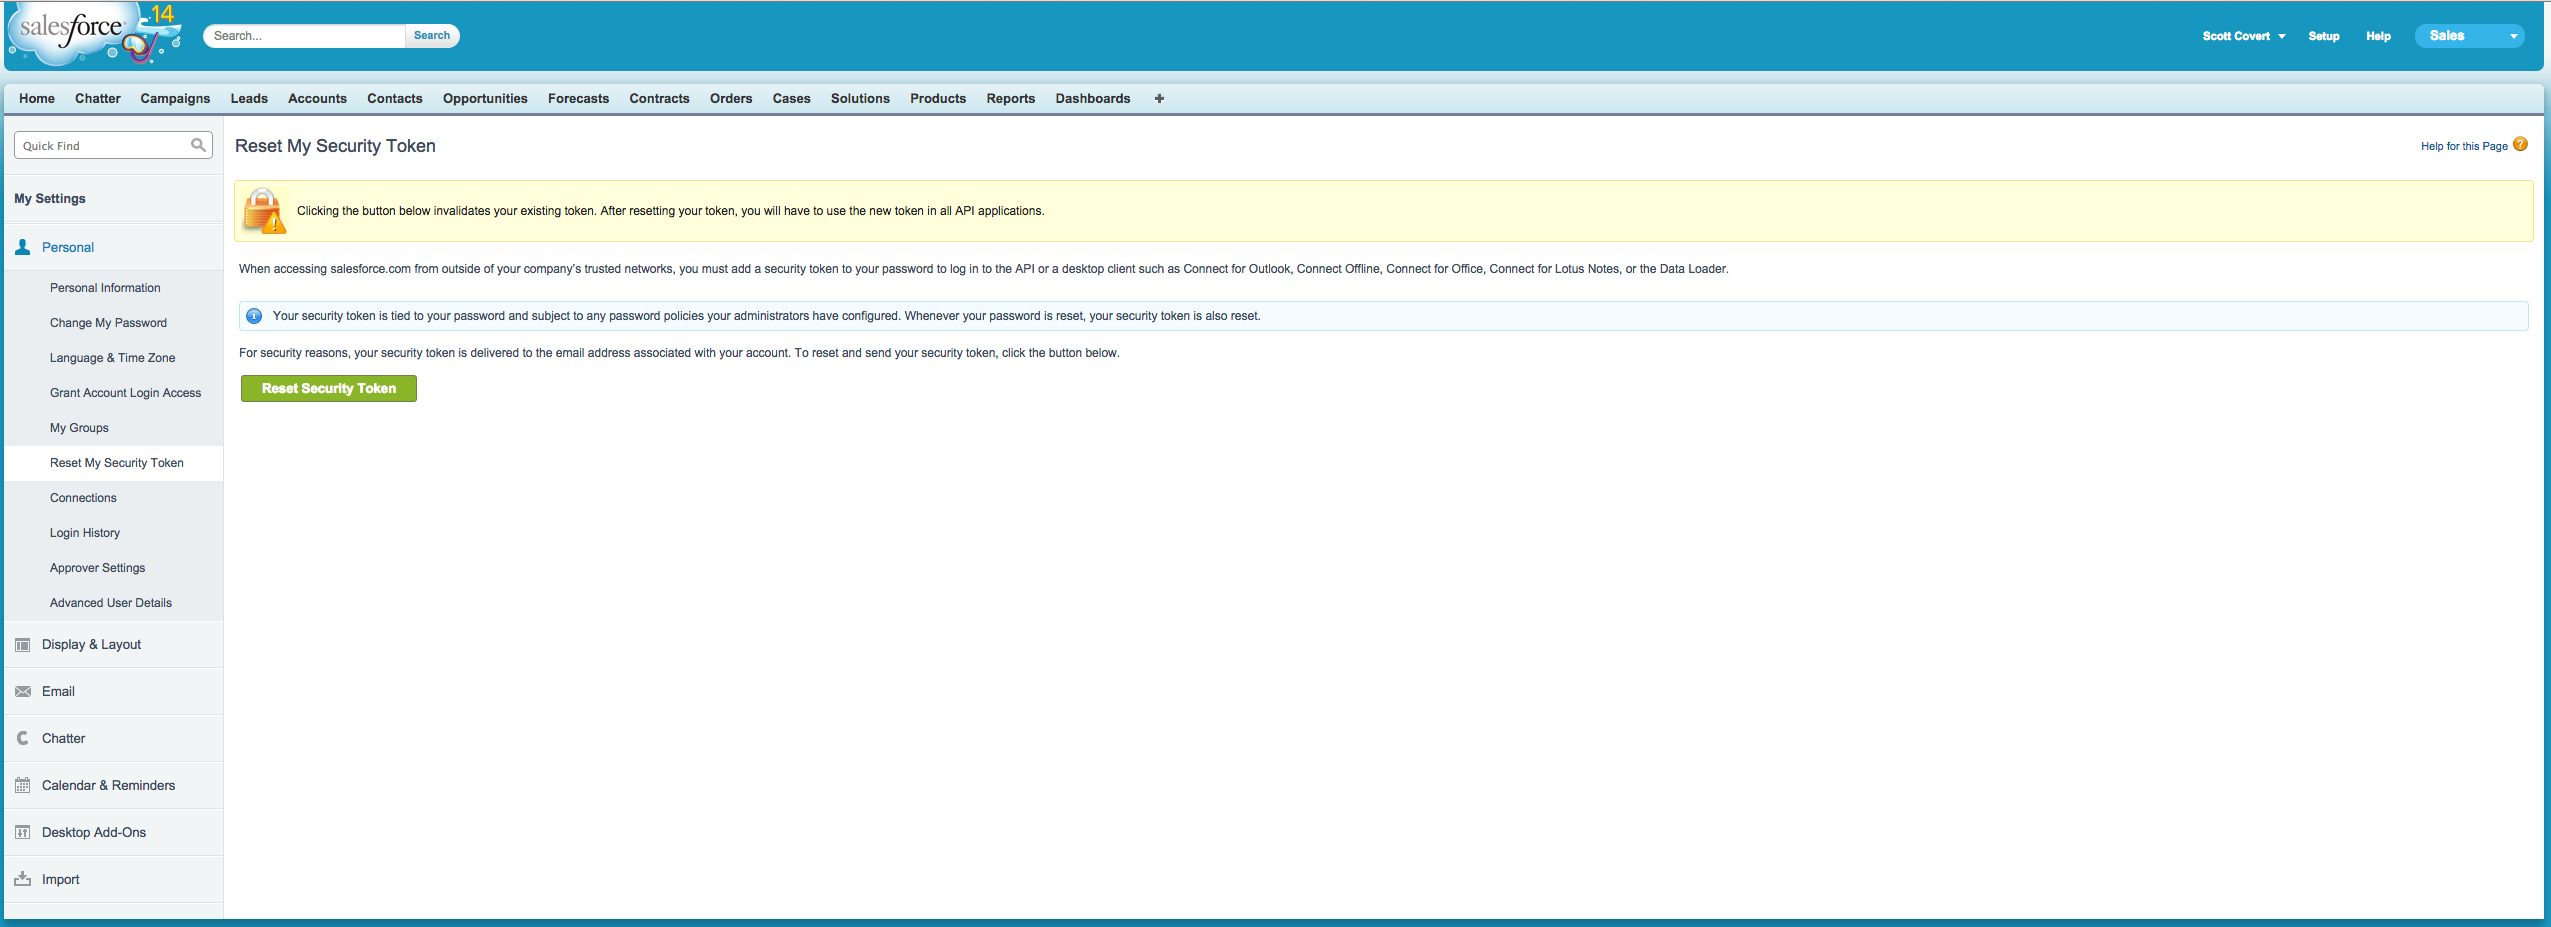 salesforce 14
Search...
Search
Scott Covert
Setup
Help
Sales
Home
Chatter
Campaigns
Leads
Accounts
Contacts
Opportunities
Forecasts
Contracts
Orders
Cases
Solutions
Products
Reports
Dashboards
+
Quick Find
My Settings
Personal
Personal Information
Change My Password
Language & Time Zone
Grant Account Login Access
My Groups
Reset My Security Token
Connections
Login History
Approver Settings
Advanced User Details
Display & Layout
Email
Chatter
Calendar & Reminders
Desktop Add-Ons
Import
Reset My Security Token
Help for this Page ?
Clicking the button below invalidates your existing token. After resetting your token, you will have to use the new token in all API applications.
When accessing salesforce.com from outside of your company's trusted networks, you must add a security token to your password to log in to the API or a desktop client such as Connect for Outlook, Connect Offline, Connect for Office, Connect for Lotus Notes, or the Data Loader.
Your security token is tied to your password and subject to any password policies your administrators have configured. Whenever your password is reset, your security token is also reset.
For security reasons, your security token is delivered to the email address associated with your account. To reset and send your security token, click the button below.
Reset Security Token